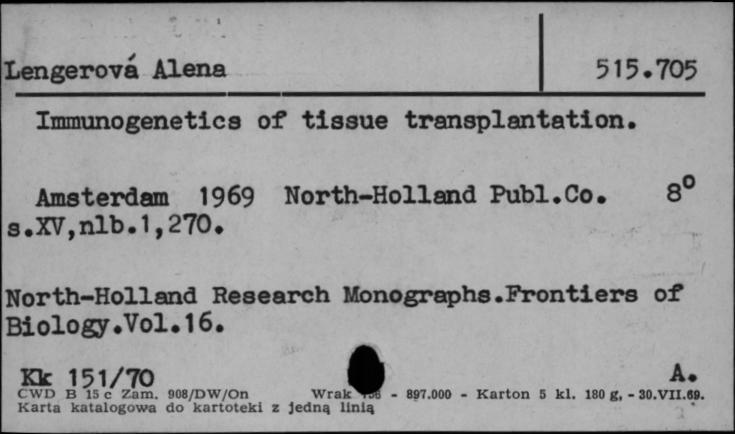 Lengerová Alena 515.705
Immunogenetics of tissue transplantation.
Amsterdam 1969 North-Holland Publ.Co. 8°
s.XV,nlb.1,270.
North-Holland Research Monographs.Frontiers of
Biology.Vol.16.
Kk 151/70 A.
CWD B 15 c Zam. 908/DW/On Wrak - 897.000 - Karton 5 kl. 180 g, - 30.VII.69.
Karta katalogowa do kartoteki z jedną linią